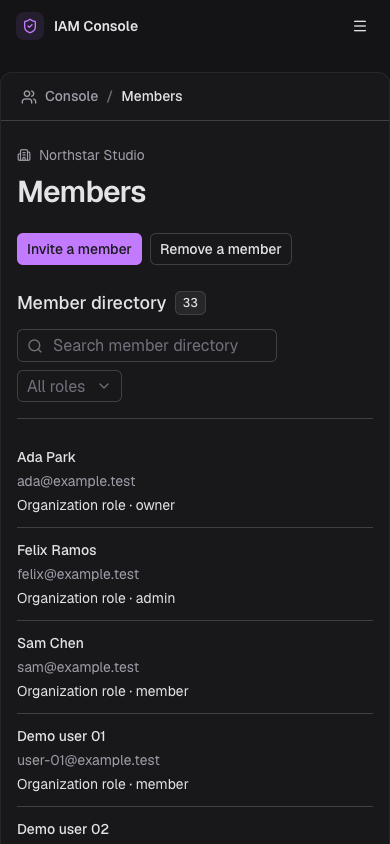 IAM Console
Console / Members
Northstar Studio
Members
Invite a member
Remove a member
Member directory 33
Search member directory
All roles
Ada Park
ada@example.test
Organization role · owner
Felix Ramos
felix@example.test
Organization role · admin
Sam Chen
sam@example.test
Organization role · member
Demo user 01
user-01@example.test
Organization role · member
Demo user 02